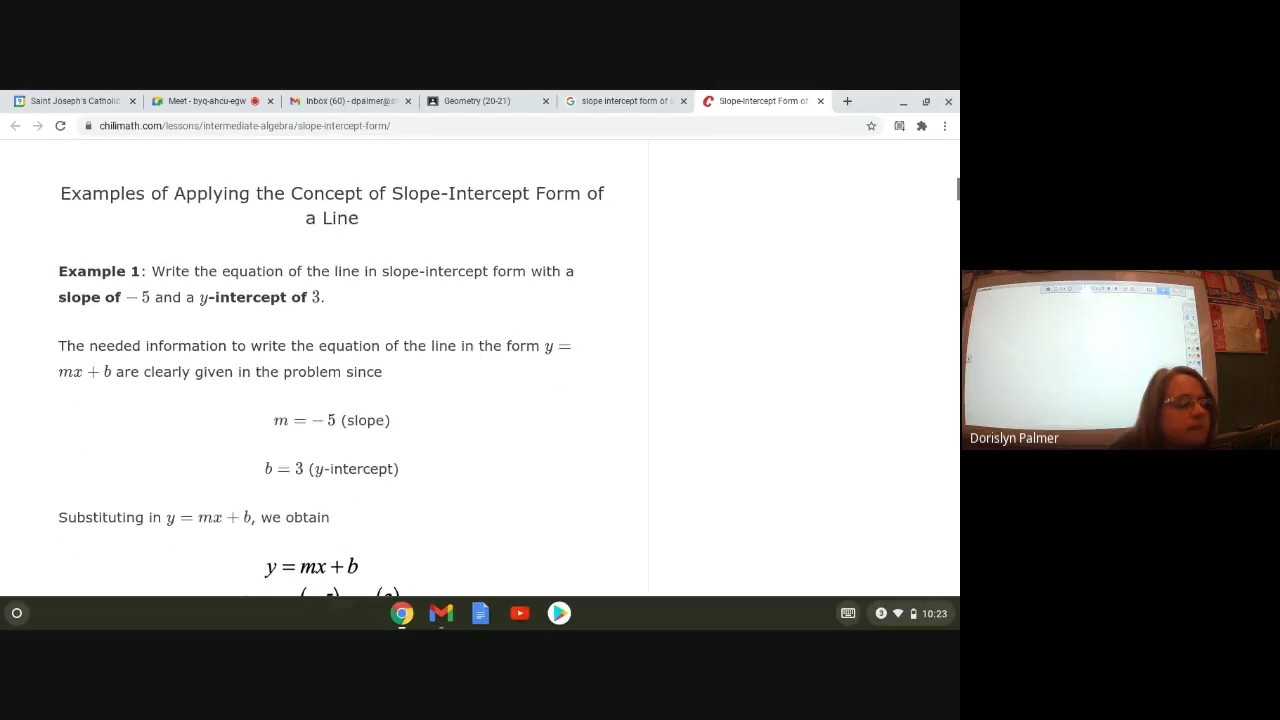 Saint Joseph's Catholic
Meet - byq-ahcu-egw
Inbox (60) - dpalmer@s
Geometry (20-21)
slope intercept form of a
Slope-Intercept Form of
chilimath.com/lessons/intermediate-algebra/slope-intercept-form/
Examples of Applying the Concept of Slope-Intercept Form of
a Line
Example 1: Write the equation of the line in slope-intercept form with a
slope of − 5 and a y-intercept of 3.
The needed information to write the equation of the line in the form y =
mx + b are clearly given in the problem since
m = − 5 (slope)
b = 3 (y-intercept)
Substituting in y = mx + b, we obtain
y = mx + b
3
10:23
Dorislyn Palmer